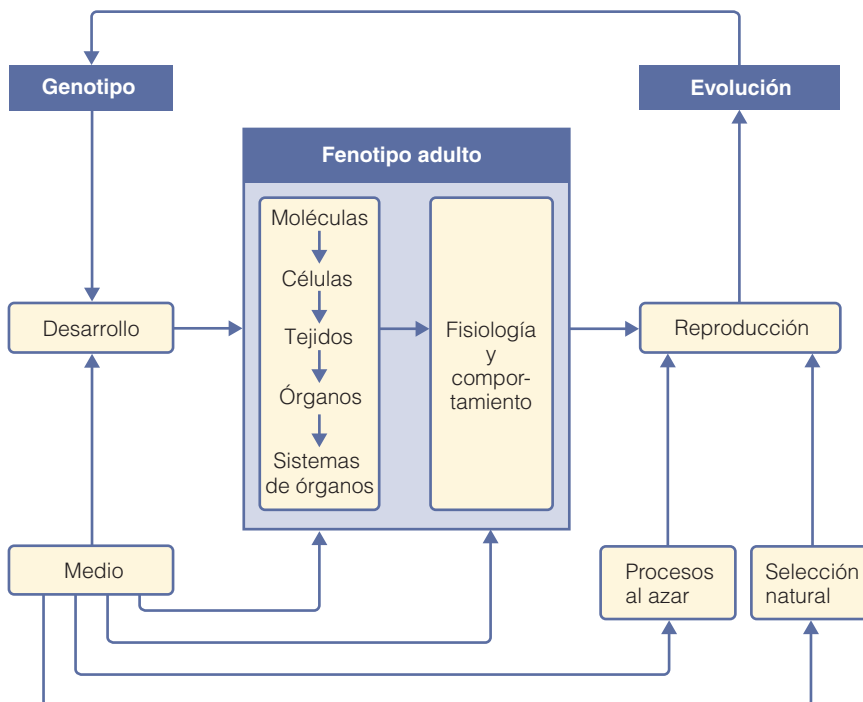 Genotipo
Evolución
Fenotipo adulto
Moléculas
Células
Tejidos
Órganos
Sistemas
de órganos
Fisiología
y
compor-
tamiento
Desarrollo
Reproducción
Medio
Procesos
al azar
Selección
natural